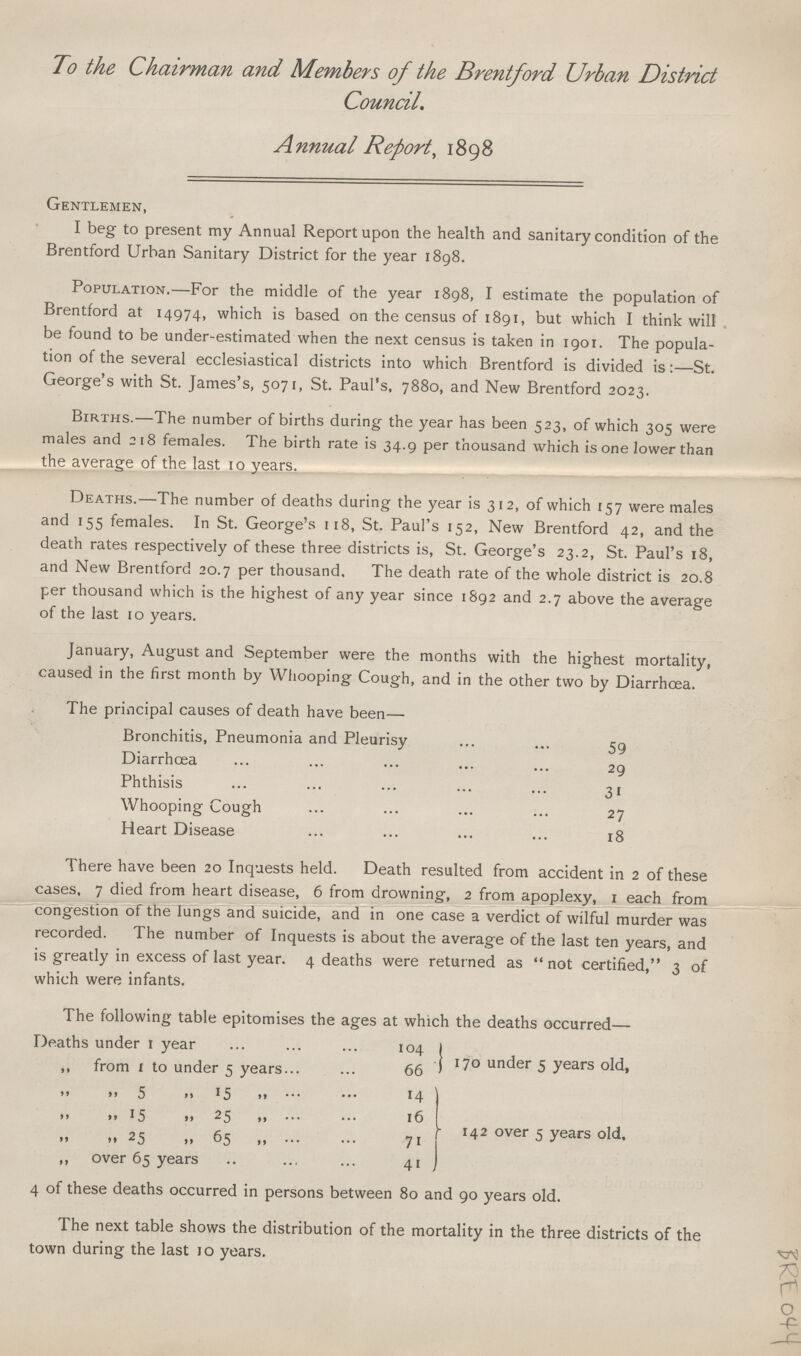 To the Chairman and Members of the Brentford Urban District
Council.
Annual Report, 1898
GENTLEMEN,
I beg to present my Annual Report upon the health and sanitary condition of the
Brentford Urban Sanitary District for the year 1898.
POPULATION.—For the middle of the year 1898, I estimate the population of
Brentford at 14974, which is based on the census of 1891, but which I think will
be found to be under-estimated when the next census is taken in 1901. The popula-
tion of the several ecclesiastical districts into which Brentford is divided is:—St.
George's with St. James's, 5071, St. Paul's, 7880, and New Brentford 2023.
BIRTHS.—The number of births during the year has been 523, of which 305 were
males and 218 females. The birth rate is 34.9 per thousand which is one lower than
the average of the last 10 years.
DEATHS.—The number of deaths during the year is 312, of which 157 were males
and 155 females. In St. George's 118, St. Paul's 152, New Brentford 42, and the
death rates respectively of these three districts is, St. George's 23.2, St. Paul's 18,
and New Brentford 20.7 per thousand. The death rate of the whole district is 20.8
per thousand which is the highest of any year since 1892 and 2.7 above the average
of the last 10 years.
January, August and September were the months with the highest mortality,
caused in the first month by Whooping Cough, and in the other two by Diarrhœa.
The principal causes of death have been—
Bronchitis, Pneumonia and Pleurisy ... ... 59
Diarrhœa ... ... ... ... ... 29
Phthisis ... ... ... ... ... 31
Whooping Cough ... ... ... ... 27
Heart Disease ... ... ... ... 18
There have been 20 Inquests held. Death resulted from accident in 2 of these
cases, 7 died from heart disease, 6 from drowning, 2 from apoplexy, 1 each from
congestion of the lungs and suicide, and in one case a verdict of wilful murder was
recorded. The number of Inquests is about the average of the last ten years, and
is greatly in excess of last year. 4 deaths were returned as "not certified," 3 of
which were infants.
The following table epitomises the ages at which the deaths occurred—
Deaths under 1 year ... ... ... 104
„ from 1 to under 5 years... ... 66 } 170 under 5 years old,
„ „ 5 „ 15 „ ... ... 14
„ „ 15 „ 25 „ ... ... 16
„ „ 25 „ 65 „ ... ... 71 } 142 over 5 years old.
„ over 65 years .. ... ... 41
4 of these deaths occurred in persons between 80 and 90 years old.
The next table shows the distribution of the mortality in the three districts of the
town during the last 10 years.
BRE 044